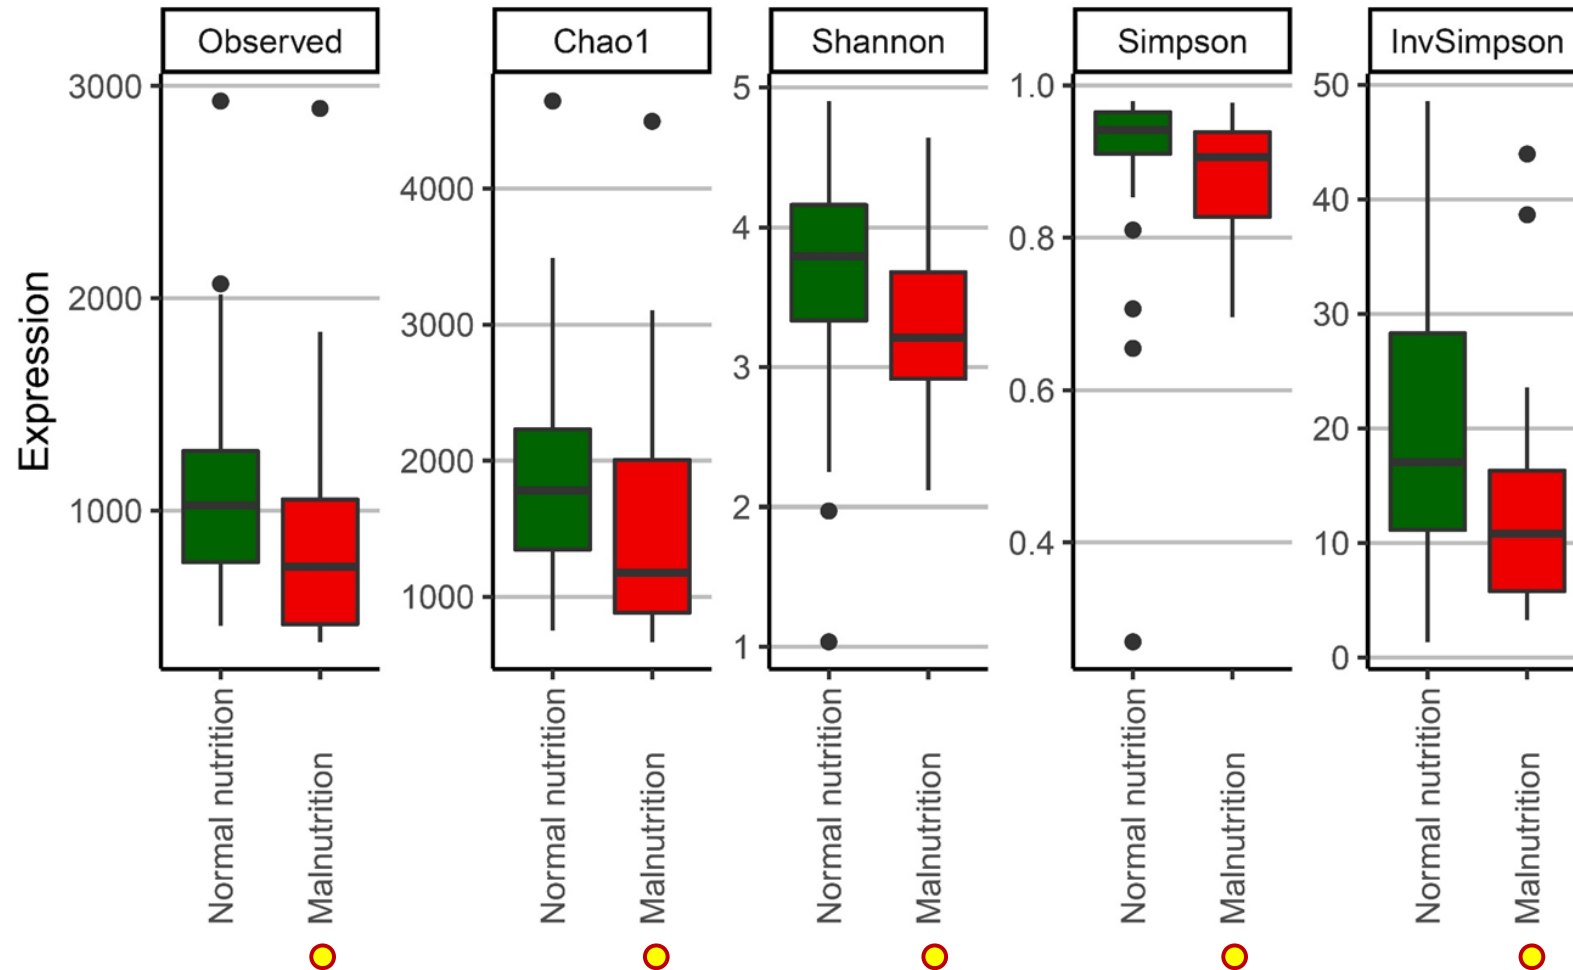 Observed
Chao1
Shannon
Simpson
InvSimpson
Expression
3000
2000
1000
4000
3000
2000
1000
5
4
3
2
1
1.0
0.8
0.6
0.4
50
40
30
20
10
0
Normal nutrition
Malnutrition
Normal nutrition
Malnutrition
Normal nutrition
Malnutrition
Normal nutrition
Malnutrition
Normal nutrition
Malnutrition